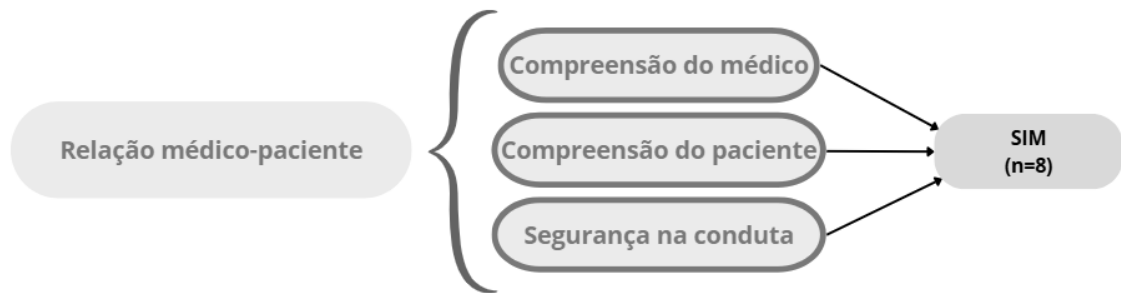 Compreensão do médico
Relação médico-paciente
Compreensão do paciente
SIM
(n=8)
Segurança na conduta